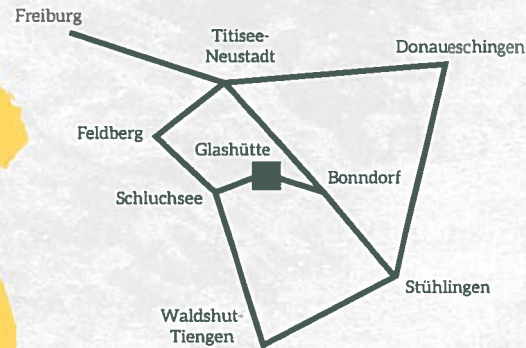 Freiburg
Titisee-
Neustadt
Donaueschingen
Feldberg
Glashütte
Bonndorf
Schluchsee
Stühlingen
Waldshut-
Tiengen